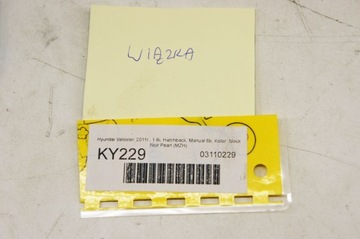 WIĄZKA
Hyundai Veloster, 2011r., 1.6i, Hatchback, Manual 6b, Kolor: Black
Noir Pearl (MZH)
KY229 03110229